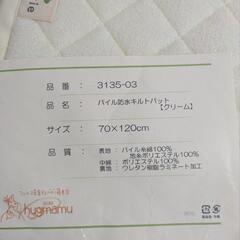 品番：3135-03
品名：パイル防水キルトパット
【クリーム】
サイズ：70×120cm
品質：表地：パイル糸綿100%
地糸ポリエステル100%
中綿：ポリエステル100%
裏地：ウレタン樹脂ラミネート加工
hugmamu